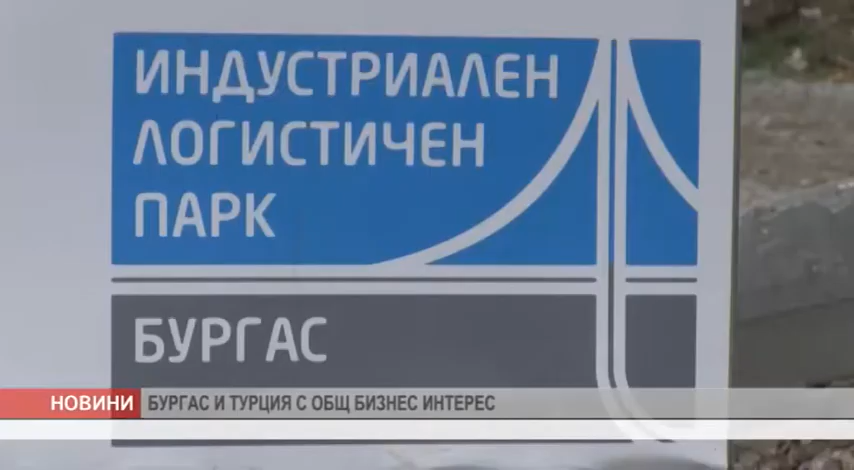 ИНДУСТРИАЛЕН
ЛОГИСТИЧЕН
ПАРК
БУРГАС
НОВИНИ БУРГАС И ТУРЦИЯ С ОБЩ БИЗНЕС ИНТЕРЕС